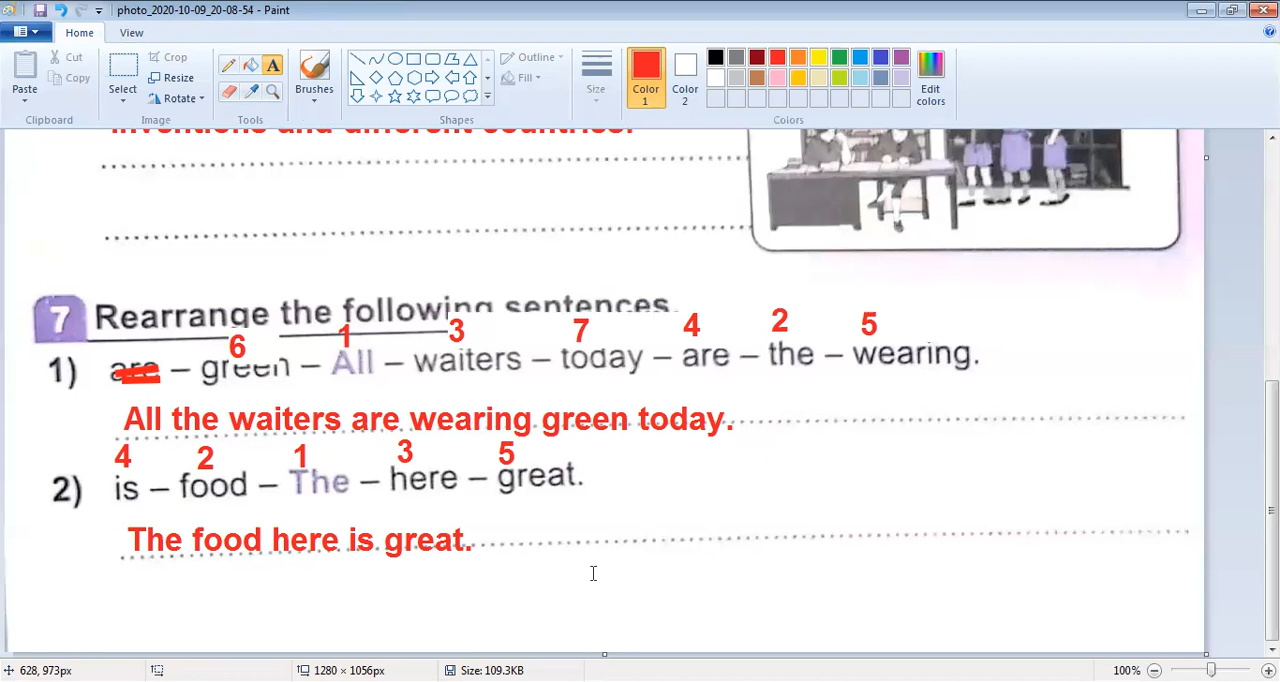 photo_2020-10-09_20-08-54 - Paint
Home View
Cut
Copy
Paste
Clipboard
Crop
Resize
Rotate
Select
Image
A
Tools
Brushes
Outline
Fill
Shapes
Size
Color 1
Color 2
Edit colors
Colors
inventions and different countries.
7 Rearrange the following sentences.
6 1 3 7 4 2 5
1) are – green – All – waiters – today – are – the – wearing.
All the waiters are wearing green today.
4 2 1 3 5
2) is – food – The – here – great.
The food here is great.
628, 973px 1280 × 1056px Size: 109.3KB 100%